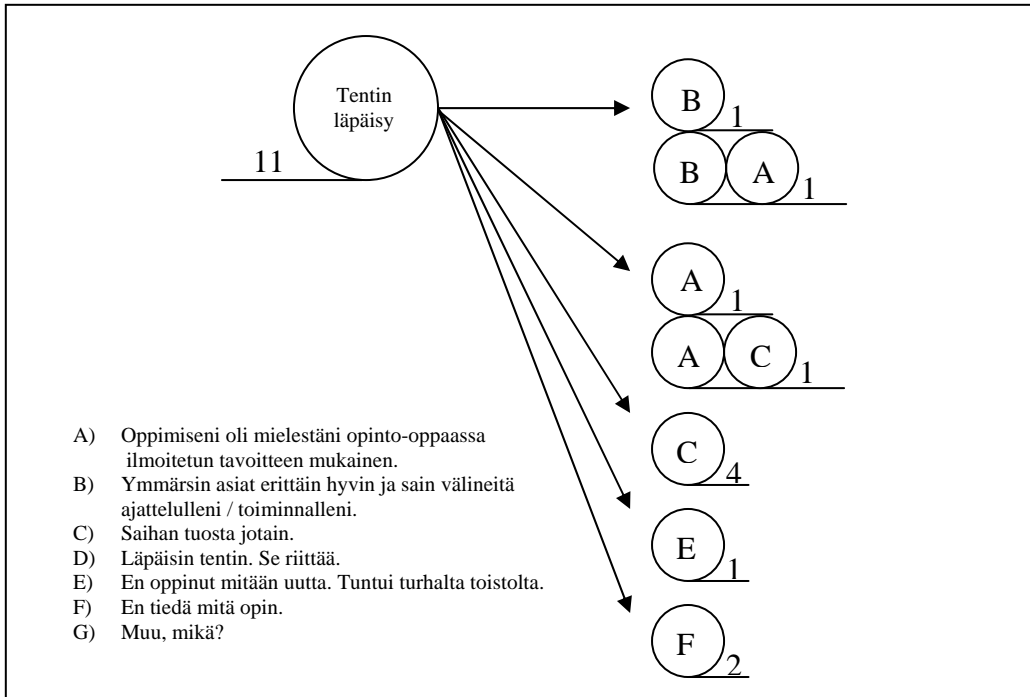 Tentin
läpäisy
11
B
1
B A 1
A
1
A C 1
C 4
E 1
F 2
A) Oppimiseni oli mielestäni opinto-oppaassa
ilmoitetun tavoitteen mukainen.
B) Ymmärsin asiat erittäin hyvin ja sain välineitä
ajattelulleni / toiminnalleni.
C) Saihan tuosta jotain.
D) Läpäisin tentin. Se riittää.
E) En oppinut mitään uutta. Tuntui turhalta toistolta.
F) En tiedä mitä opin.
G) Muu, mikä?